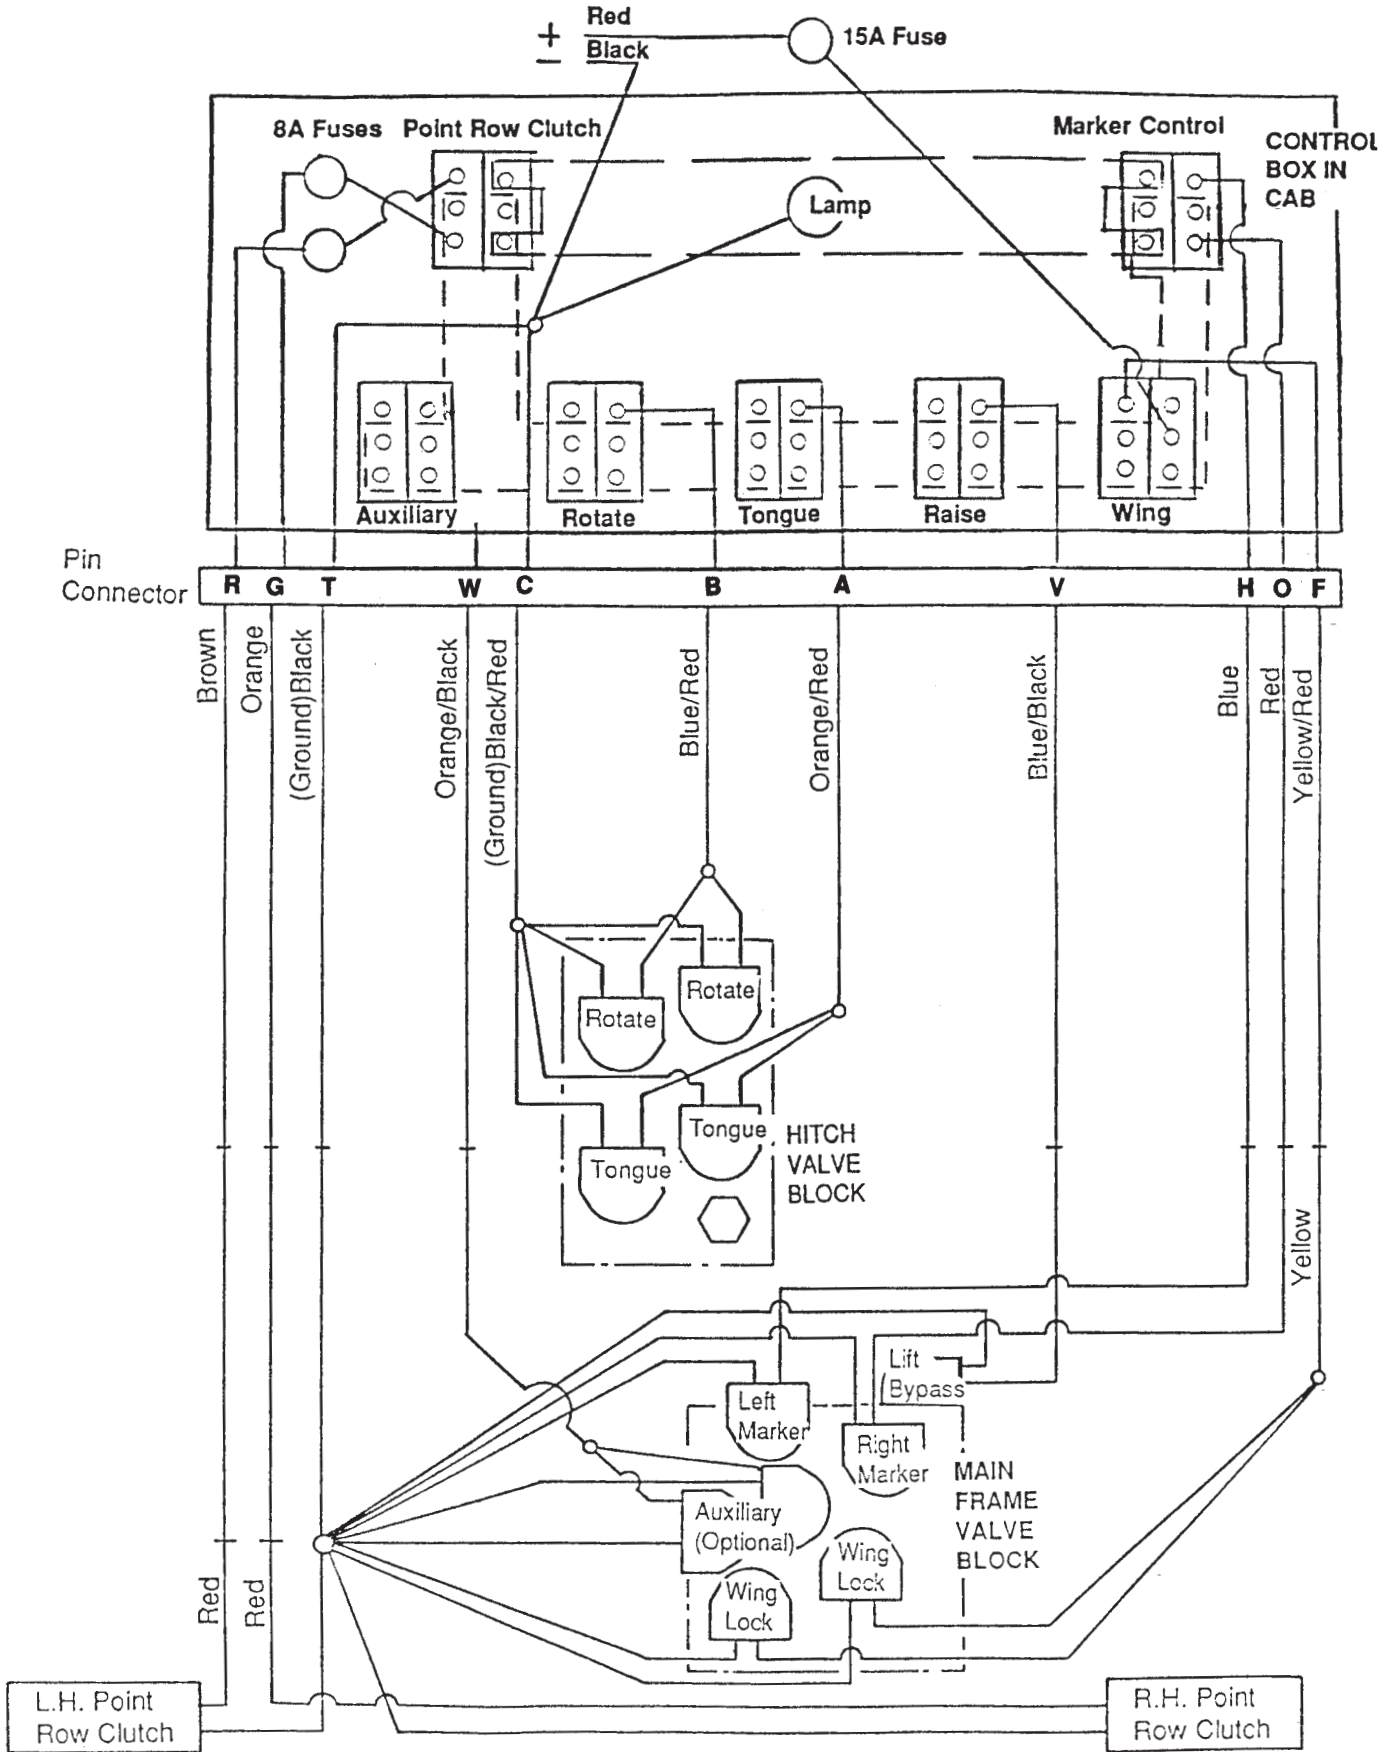 Red
+
15A Fuse
Black
−
8A Fuses
Point Row Clutch
Marker Control
CONTROL
BOX IN
CAB
Lamp
Auxiliary
Rotate
Tongue
Raise
Wing
Pin
Connector
R G T W C B A V H O F
Brown
Orange
(Ground)Black
Orange/Black
(Ground)Black/Red
Blue/Red
Orange/Red
Blue/Black
Blue
Red
Yellow/Red
Rotate
Rotate
Tongue
Tongue
HITCH
VALVE
BLOCK
Yellow
Lift
Bypass
Left
Marker
Right
Marker
MAIN
FRAME
VALVE
BLOCK
Auxiliary
(Optional)
Wing
Lock
Wing
Lock
Red
Red
L.H. Point
Row Clutch
R.H. Point
Row Clutch